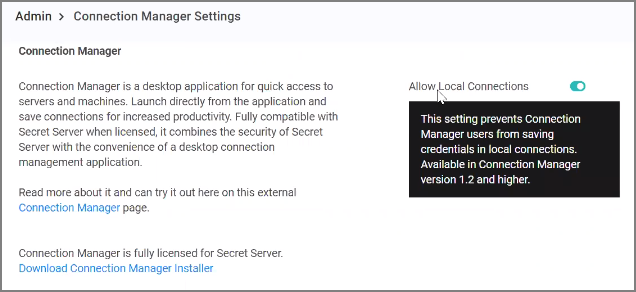 Admin > Connection Manager Settings
Connection Manager
Connection Manager is a desktop application for quick access to
servers and machines. Launch directly from the application and
save connections for increased productivity. Fully compatible with
Secret Server when licensed, it combines the security of Secret
Server with the convenience of a desktop connection
management application.
Read more about it and can try it out here on this external
Connection Manager page.
Connection Manager is fully licensed for Secret Server.
Download Connection Manager Installer
Allow Local Connections
This setting prevents Connection
Manager users from saving
credentials in local connections.
Available in Connection Manager
version 1.2 and higher.